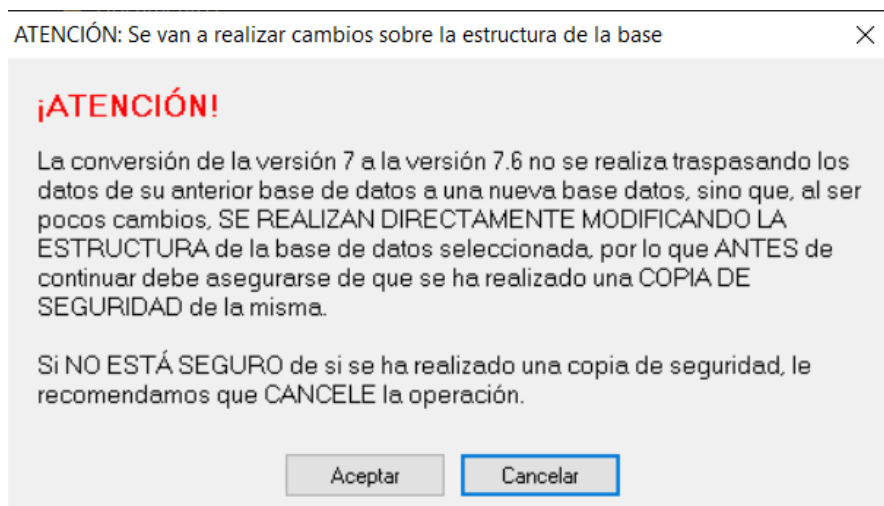 ATENCIÓN: Se van a realizar cambios sobre la estructura de la base
¡ATENCIÓN!
La conversión de la versión 7 a la versión 7.6 no se realiza traspasando los
datos de su anterior base de datos a una nueva base datos, sino que, al ser
pocos cambios, SE REALIZAN DIRECTAMENTE MODIFICANDO LA
ESTRUCTURA de la base de datos seleccionada, por lo que ANTES de
continuar debe asegurarse de que se ha realizado una COPIA DE
SEGURIDAD de la misma.
Si NO ESTÁ SEGURO de si se ha realizado una copia de seguridad, le
recomendamos que CANCELE la operación.
Aceptar
Cancelar